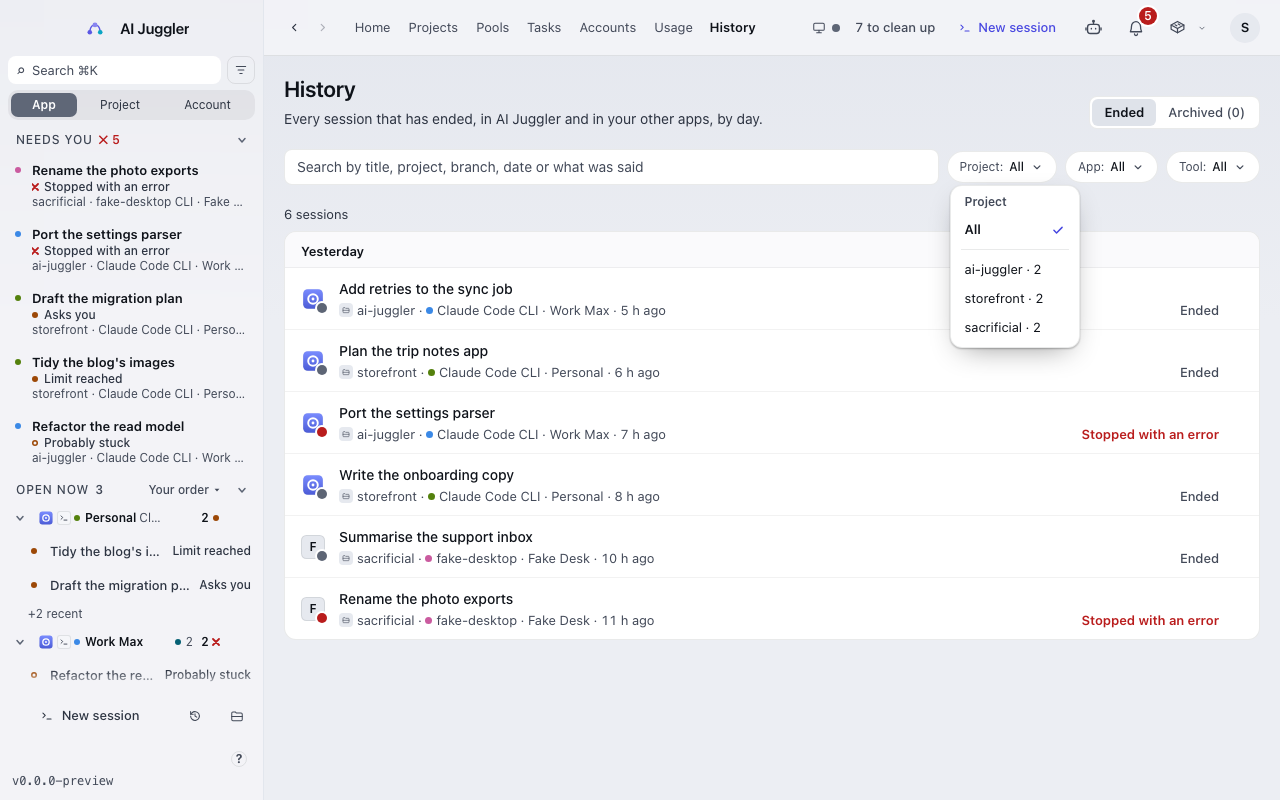 AI Juggler
Search ⌘K
App Project Account
NEEDS YOU 5
Rename the photo exports
Stopped with an error
sacrificial · fake-desktop CLI · Fake ...
Port the settings parser
Stopped with an error
ai-juggler · Claude Code CLI · Work ...
Draft the migration plan
Asks you
storefront · Claude Code CLI · Perso...
Tidy the blog's images
Limit reached
storefront · Claude Code CLI · Perso...
Refactor the read model
Probably stuck
ai-juggler · Claude Code CLI · Work ...
OPEN NOW 3 Your order
Personal Cl... 2
Tidy the blog's i... Limit reached
Draft the migration p... Asks you
+2 recent
Work Max 2 2
Refactor the re... Probably stuck
New session
?
v0.0.0-preview
Home Projects Pools Tasks Accounts Usage History 7 to clean up New session 5 S
History
Every session that has ended, in AI Juggler and in your other apps, by day.
Ended Archived (0)
Search by title, project, branch, date or what was said
Project: All App: All Tool: All
6 sessions
Project
All
ai-juggler · 2
storefront · 2
sacrificial · 2
Yesterday
Add retries to the sync job
ai-juggler · Claude Code CLI · Work Max · 5 h ago
Ended
Plan the trip notes app
storefront · Claude Code CLI · Personal · 6 h ago
Ended
Port the settings parser
ai-juggler · Claude Code CLI · Work Max · 7 h ago
Stopped with an error
Write the onboarding copy
storefront · Claude Code CLI · Personal · 8 h ago
Ended
F
Summarise the support inbox
sacrificial · fake-desktop · Fake Desk · 10 h ago
Ended
F
Rename the photo exports
sacrificial · fake-desktop · Fake Desk · 11 h ago
Stopped with an error